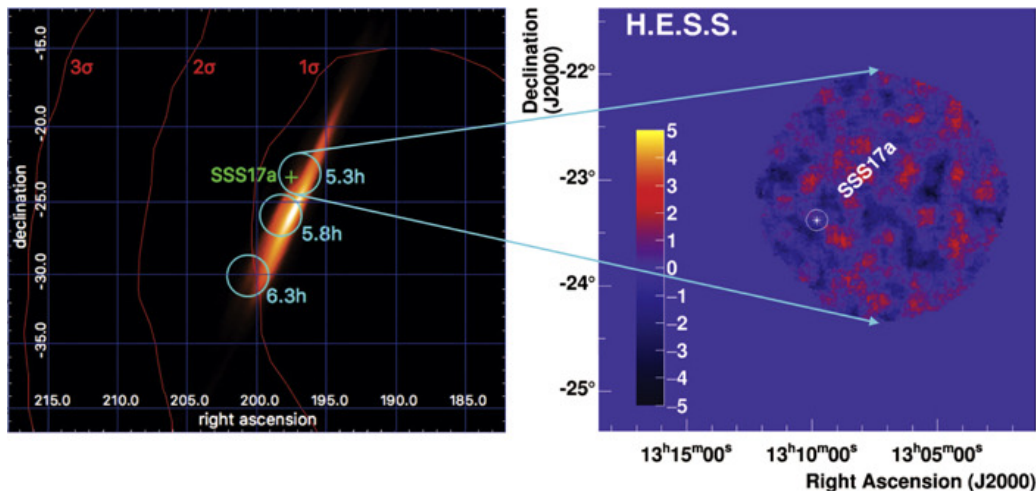 3σ
2σ
1σ
-15.0
-20.0
-25.0
-30.0
-35.0
declination
SSS17a
5.3h
5.8h
6.3h
215.0 210.0 205.0 200.0 195.0 190.0 185.0
right ascension
H.E.S.S.
Declination
(J2000)
-22°
-23°
-24°
-25°
5
4
3
2
1
0
−1
−2
−3
−4
−5
SSS17a
13ʰ15ᵐ00ˢ 13ʰ10ᵐ00ˢ 13ʰ05ᵐ00ˢ
Right Ascension (J2000)